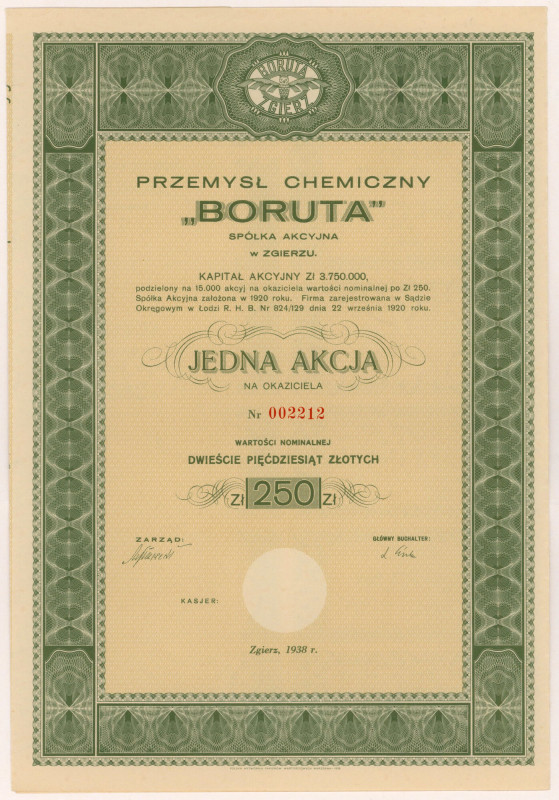 BORUTA
ZGIERZ
PRZEMYSŁ CHEMICZNY
„BORUTA”
SPÓŁKA AKCYJNA
W ZGIERZU.
KAPITAŁ AKCYJNY Zł 3.750.000,
podzielony na 15.000 akcyj na okaziciela wartości nominalnej po Zł 250.
Spółka Akcyjna założona w 1920 roku. Firma zarejestrowana w Sądzie
Okręgowym w Łodzi R. H. B. Nr 824/129 dnia 22 września 1920 roku.
JEDNA AKCJA
NA OKAZICIELA
Nr 002212
WARTOŚCI NOMINALNEJ
DWIEŚCIE PIĘĆDZIESIĄT ZŁOTYCH
Zł 250 Zł
ZARZĄD: GŁÓWNY BUCHALTER:
KASJER:
Zgierz, 1938 r.